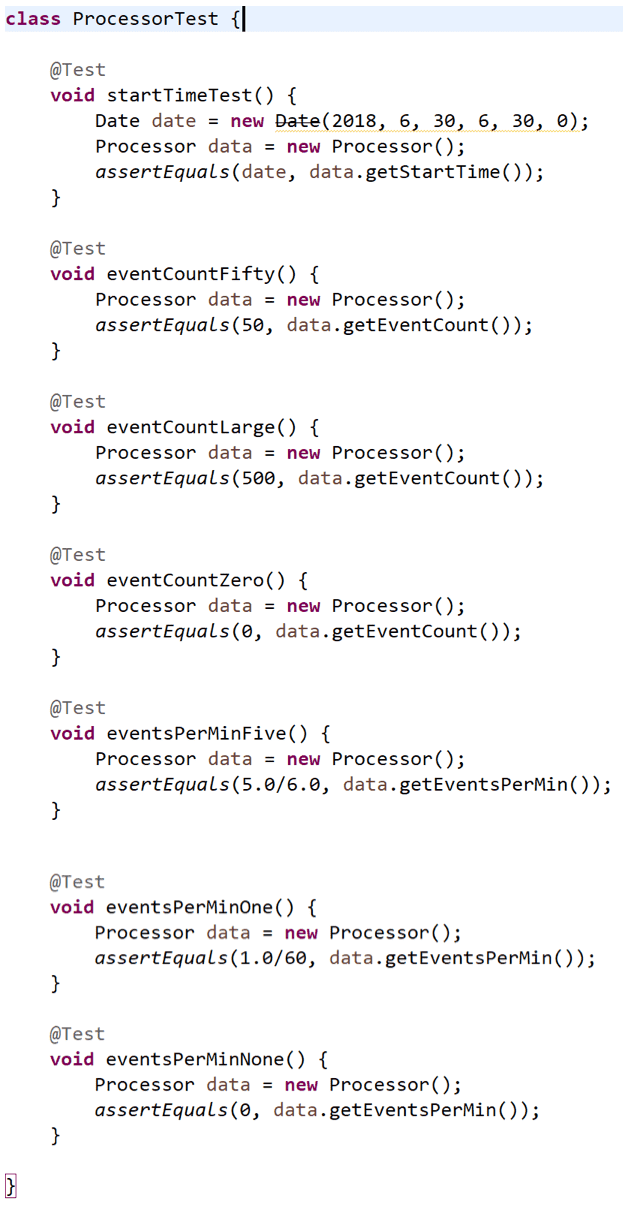 class ProcessorTest {
@Test
void startTimeTest() {
Date date = new Date(2018, 6, 30, 6, 30, 0);
Processor data = new Processor();
assertEquals(date, data.getStartTime());
}
@Test
void eventCountFifty() {
Processor data = new Processor();
assertEquals(50, data.getEventCount());
}
@Test
void eventCountLarge() {
Processor data = new Processor();
assertEquals(500, data.getEventCount());
}
@Test
void eventCountZero() {
Processor data = new Processor();
assertEquals(0, data.getEventCount());
}
@Test
void eventsPerMinFive() {
Processor data = new Processor();
assertEquals(5.0/6.0, data.getEventsPerMin());
}
@Test
void eventsPerMinOne() {
Processor data = new Processor();
assertEquals(1.0/60, data.getEventsPerMin());
}
@Test
void eventsPerMinNone() {
Processor data = new Processor();
assertEquals(0, data.getEventsPerMin());
}
}